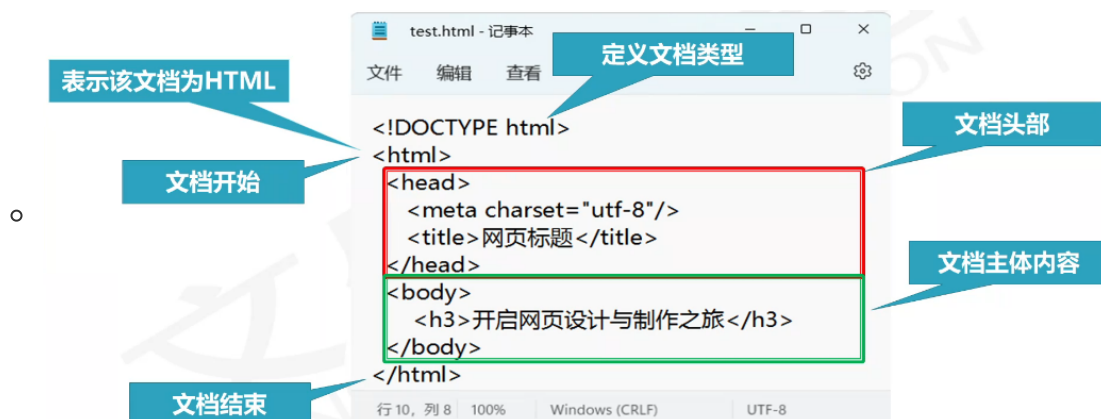 test.html - 记事本
定义文档类型
文件 编辑 查看
表示该文档为HTML
<!DOCTYPE html>
文档头部
<html>
文档开始
<head>
<meta charset="utf-8"/>
<title>网页标题</title>
</head>
文档主体内容
<body>
<h3>开启网页设计与制作之旅</h3>
</body>
</html>
文档结束
行 10，列 8 100% Windows (CRLF) UTF-8